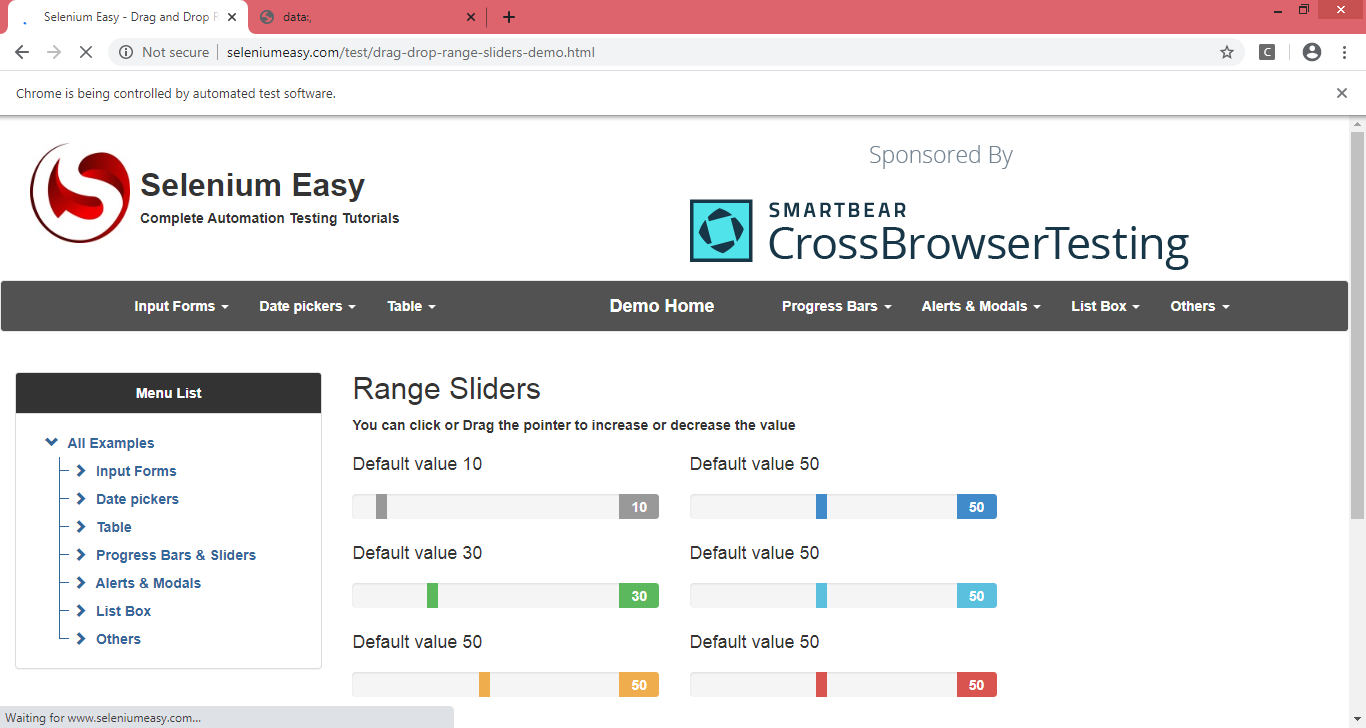 Selenium Easy - Drag and Drop
data:,
Not secure
seleniumeasy.com/test/drag-drop-range-sliders-demo.html
C
Chrome is being controlled by automated test software.
Selenium Easy
Complete Automation Testing Tutorials
Sponsored By
SMARTBEAR
CrossBrowserTesting
Input Forms Date pickers Table Demo Home Progress Bars Alerts & Modals List Box Others
Menu List
All Examples
Input Forms
Date pickers
Table
Progress Bars & Sliders
Alerts & Modals
List Box
Others
Range Sliders
You can click or Drag the pointer to increase or decrease the value
Default value 10
10
Default value 50
50
Default value 30
30
Default value 50
50
Default value 50
50
Default value 50
50
Waiting for www.seleniumeasy.com...